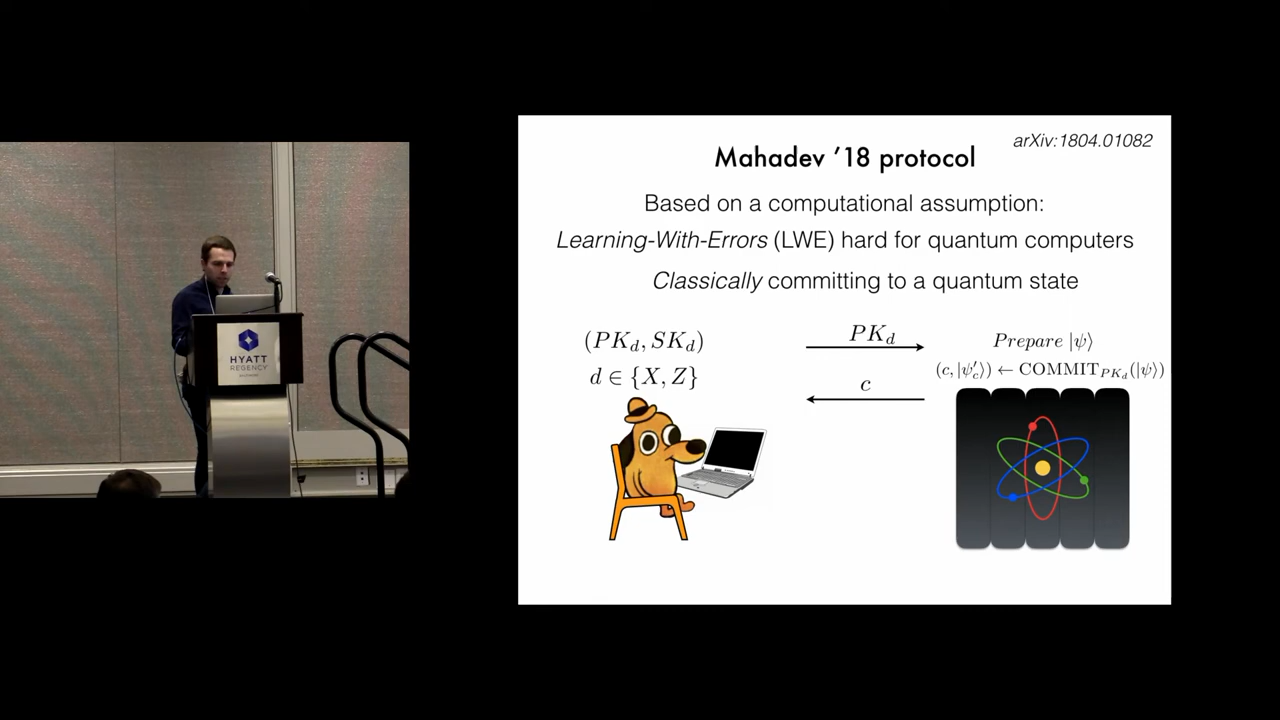 arXiv:1804.01082
Mahadev ’18 protocol
Based on a computational assumption:
Learning-With-Errors (LWE) hard for quantum computers
Classically committing to a quantum state
(PK_d, SK_d)
d ∈ {X, Z}
PK_d
c
Prepare |ψ⟩
(c, |ψ'_c⟩) ← COMMIT_{PK_d}(|ψ⟩)
HYATT
REGENCY